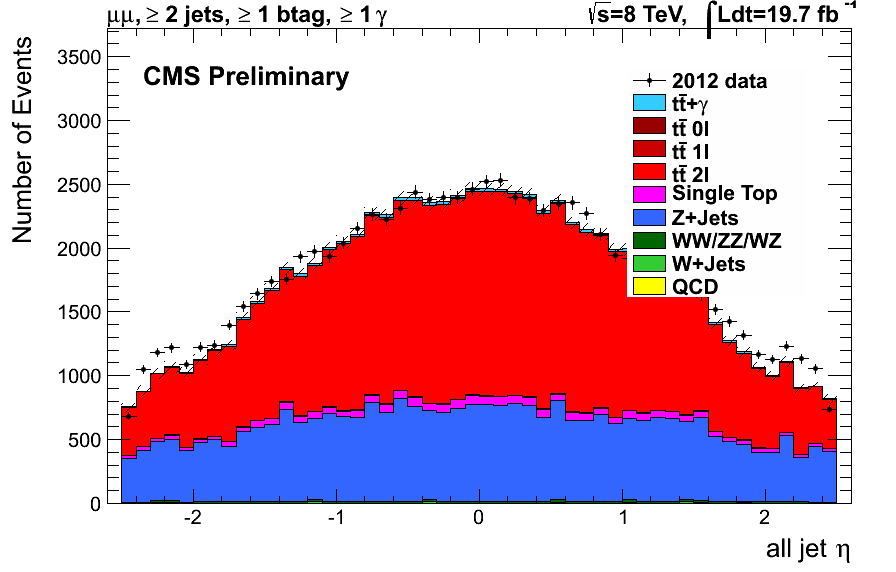 μμ, ≥ 2 jets, ≥ 1 btag, ≥ 1 γ
√s=8 TeV, ∫Ldt=19.7 fb⁻¹
CMS Preliminary
Number of Events
3500
3000
2500
2000
1500
1000
500
0
2012 data
tt̄+γ
tt̄ 0l
tt̄ 1l
tt̄ 2l
Single Top
Z+Jets
WW/ZZ/WZ
W+Jets
QCD
-2 -1 0 1 2
all jet η